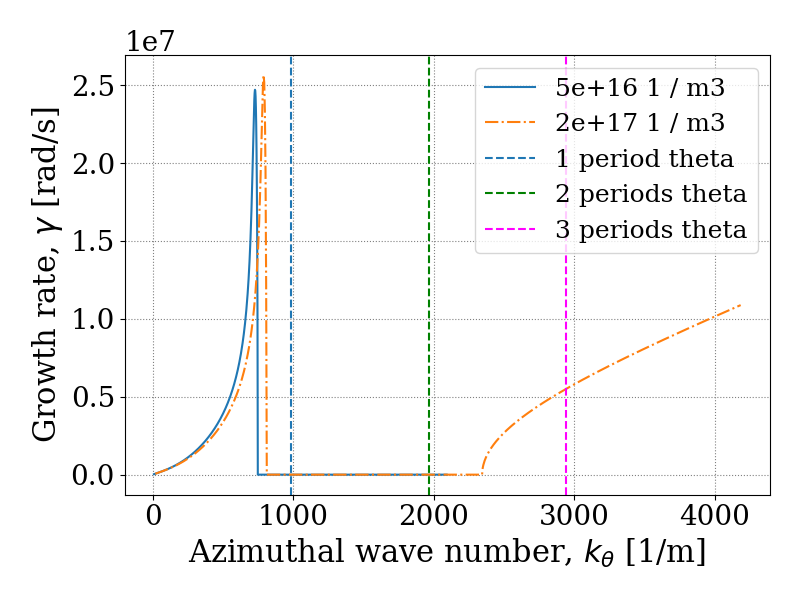 1e7
2.5
2.0
1.5
1.0
0.5
0.0
Growth rate, γ [rad/s]
5e+16 1 / m3
2e+17 1 / m3
1 period theta
2 periods theta
3 periods theta
0 1000 2000 3000 4000
Azimuthal wave number, kθ [1/m]